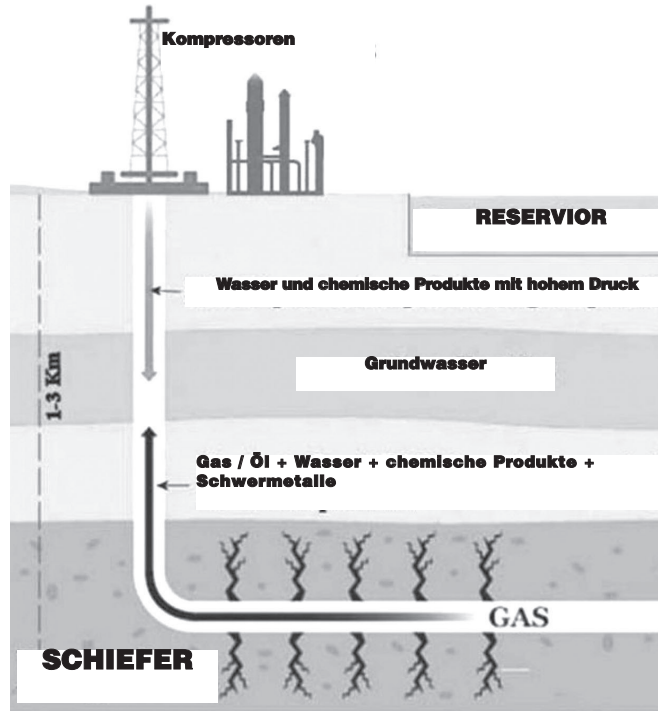 Kompressoren
RESERVIOR
Wasser und chemische Produkte mit hohem Druck
Grundwasser
1-3 Km
Gas / Öl + Wasser + chemische Produkte +
Schwermetalle
GAS
SCHIEFER